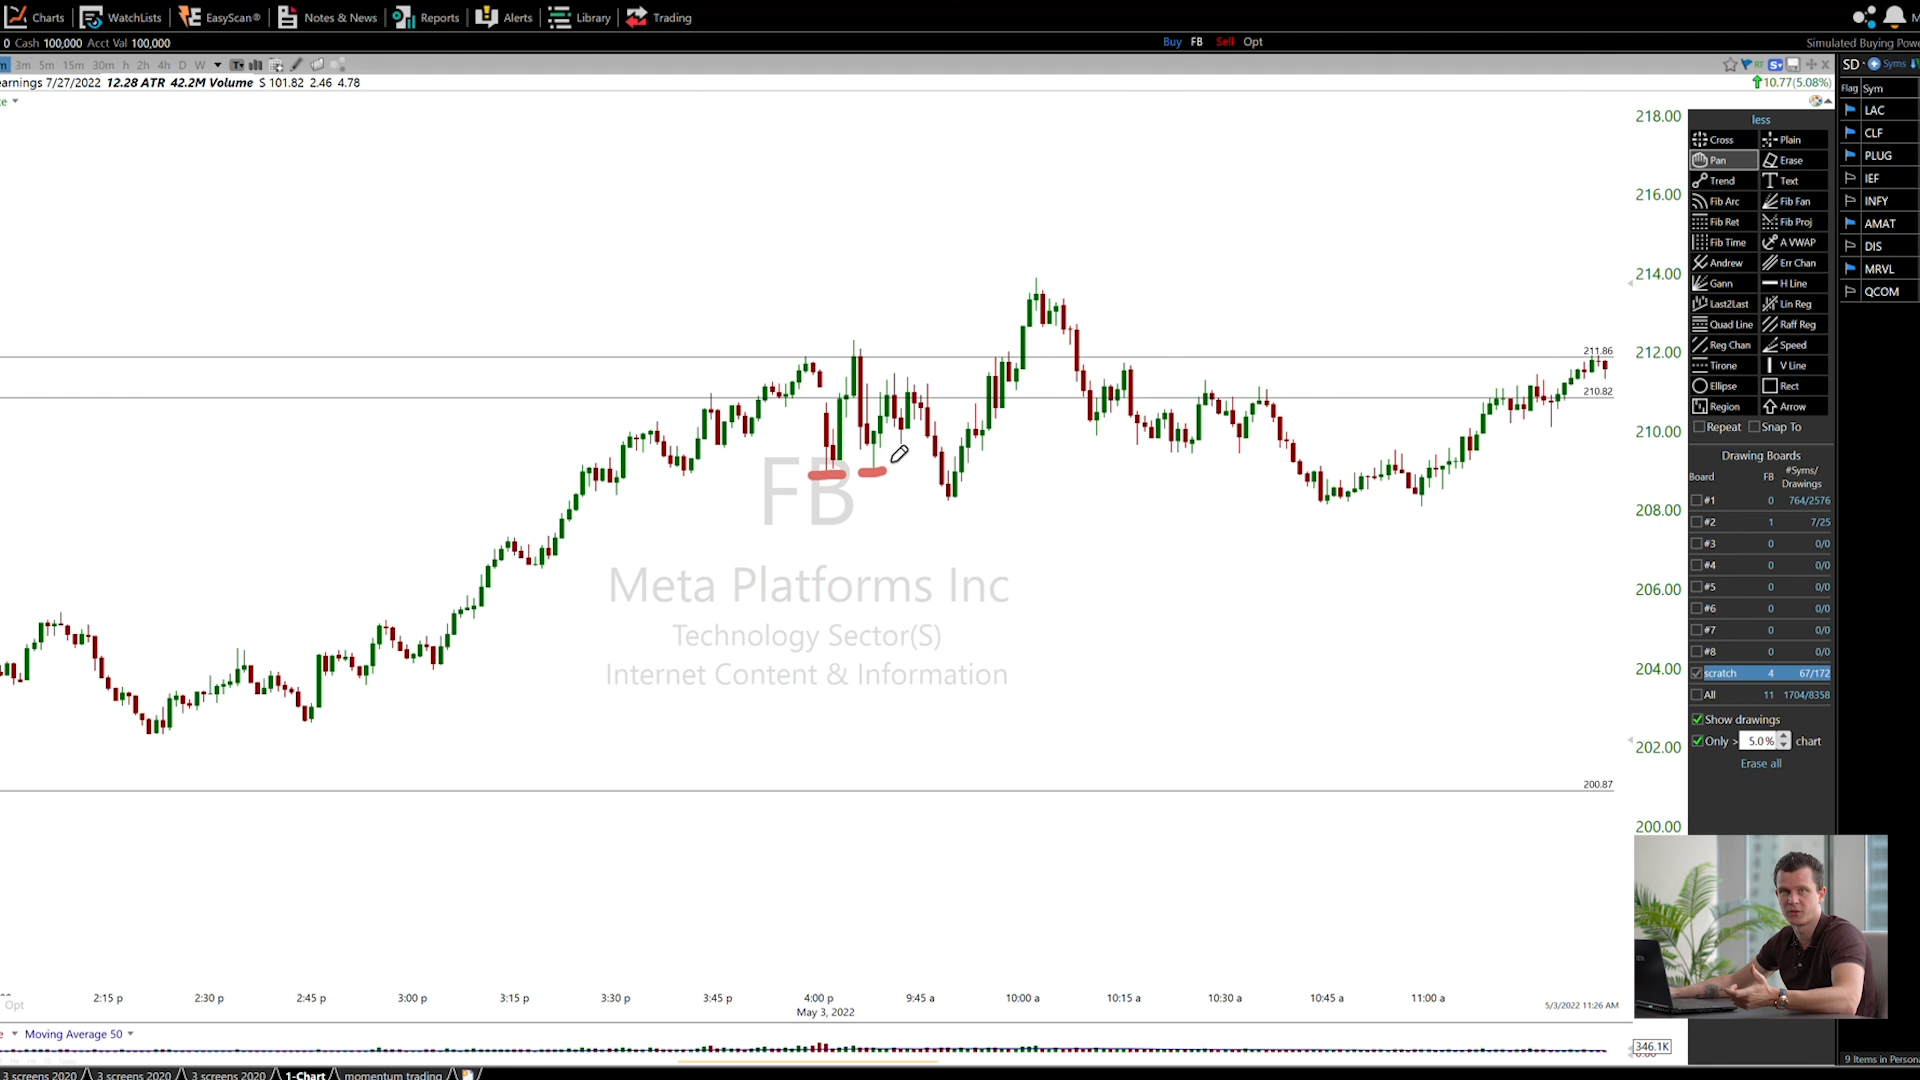 Charts WatchLists EasyScan® Notes & News Reports Alerts Library Trading
0 Cash 100,000 Acct Val 100,000 Buy FB Sell Opt Simulated Buying Powe
3m 5m 15m 30m h 2h 4h D W
earnings 7/27/2022 12.28 ATR 42.2M Volume S 101.82 2.46 4.78
10.77(5.08%)
SD Syms
Flag Sym
LAC
CLF
PLUG
IEF
INFY
AMAT
DIS
MRVL
QCOM
less
Cross Plain
Pan Erase
Trend Text
Fib Arc Fib Fan
Fib Ret Fib Proj
Fib Time A VWAP
Andrew Err Chan
Gann H Line
Last2Last Lin Reg
Quad Line Raff Reg
Reg Chan Speed
Tirone V Line
Ellipse Rect
Region Arrow
Repeat Snap To
Drawing Boards
Board FB #Syms/ Drawings
#1 0 764/2576
#2 1 7/25
#3 0 0/0
#4 0 0/0
#5 0 0/0
#6 0 0/0
#7 0 0/0
#8 0 0/0
scratch 4 67/172
All 11 1704/8358
Show drawings
Only > 5.0% chart
Erase all
218.00
216.00
214.00
212.00
210.00
208.00
206.00
204.00
202.00
200.00
211.86
210.82
200.87
FB
Meta Platforms Inc
Technology Sector(S)
Internet Content & Information
Opt
2:15 p 2:30 p 2:45 p 3:00 p 3:15 p 3:30 p 3:45 p 4:00 p 9:45 a 10:00 a 10:15 a 10:30 a 10:45 a 11:00 a
May 3, 2022
5/3/2022 11:26 AM
Moving Average 50
346.1K
3 screens 2020 3 screens 2020 3 screens 2020 1-Chart momentum trading
9 Items in Persona